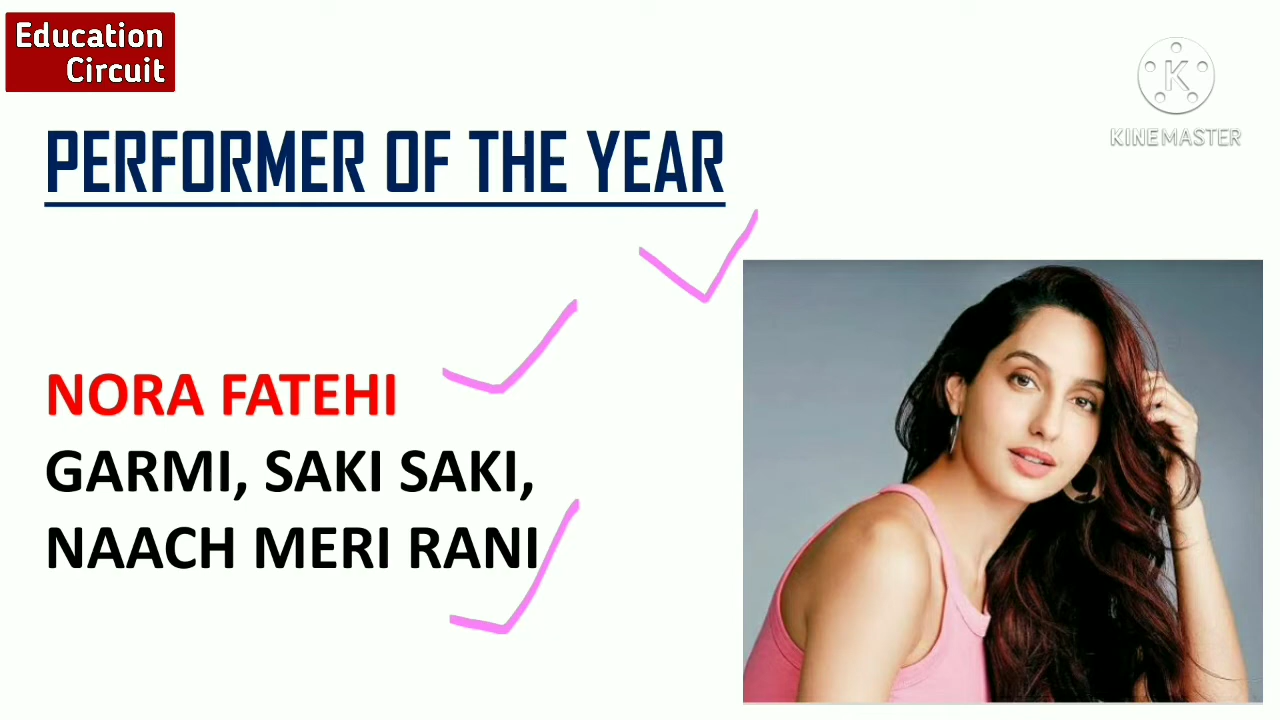 Education
Circuit
K
KINEMASTER
PERFORMER OF THE YEAR
NORA FATEHI
GARMI, SAKI SAKI,
NAACH MERI RANI